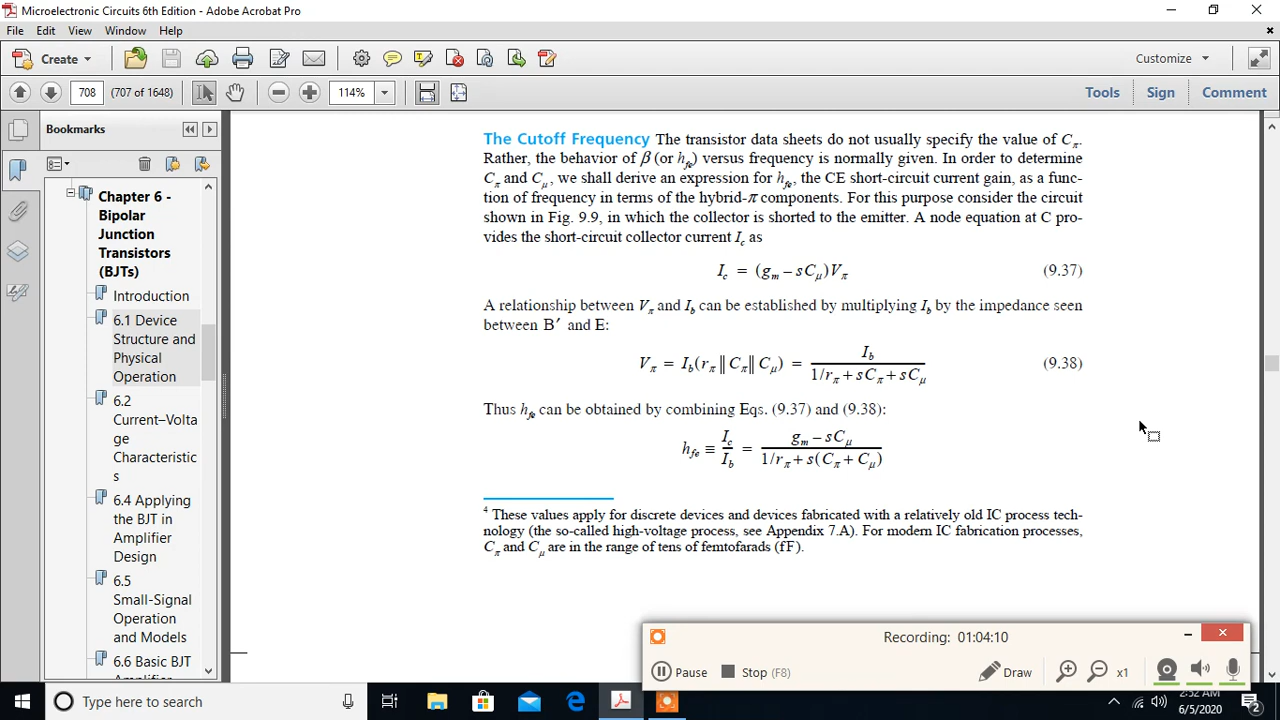 Microelectronic Circuits 6th Edition - Adobe Acrobat Pro
File Edit View Window Help
Create Customize
708 (707 of 1648) 114% Tools Sign Comment
Bookmarks
Chapter 6 -
Bipolar
Junction
Transistors
(BJTs)
Introduction
6.1 Device
Structure and
Physical
Operation
6.2
Current–Volta
ge
Characteristic
s
6.4 Applying
the BJT in
Amplifier
Design
6.5
Small-Signal
Operation
and Models
6.6 Basic BJT
Amplifier
The Cutoff Frequency The transistor data sheets do not usually specify the value of Cπ.
Rather, the behavior of β (or hfe) versus frequency is normally given. In order to determine
Cπ and Cμ, we shall derive an expression for hfe, the CE short-circuit current gain, as a func-
tion of frequency in terms of the hybrid-π components. For this purpose consider the circuit
shown in Fig. 9.9, in which the collector is shorted to the emitter. A node equation at C pro-
vides the short-circuit collector current Ic as
Ic = (gm – sCμ)Vπ (9.37)
A relationship between Vπ and Ib can be established by multiplying Ib by the impedance seen
between B′ and E:
Vπ = Ib(rπ || Cπ || Cμ) = Ib / (1/rπ + sCπ + sCμ) (9.38)
Thus hfe can be obtained by combining Eqs. (9.37) and (9.38):
hfe ≡ Ic/Ib = (gm – sCμ) / (1/rπ + s(Cπ + Cμ))
4 These values apply for discrete devices and devices fabricated with a relatively old IC process tech-
nology (the so-called high-voltage process, see Appendix 7.A). For modern IC fabrication processes,
Cπ and Cμ are in the range of tens of femtofarads (fF).
Recording: 01:04:10
Pause Stop (F8) Draw x1
Type here to search
2:52 AM
6/5/2020
2